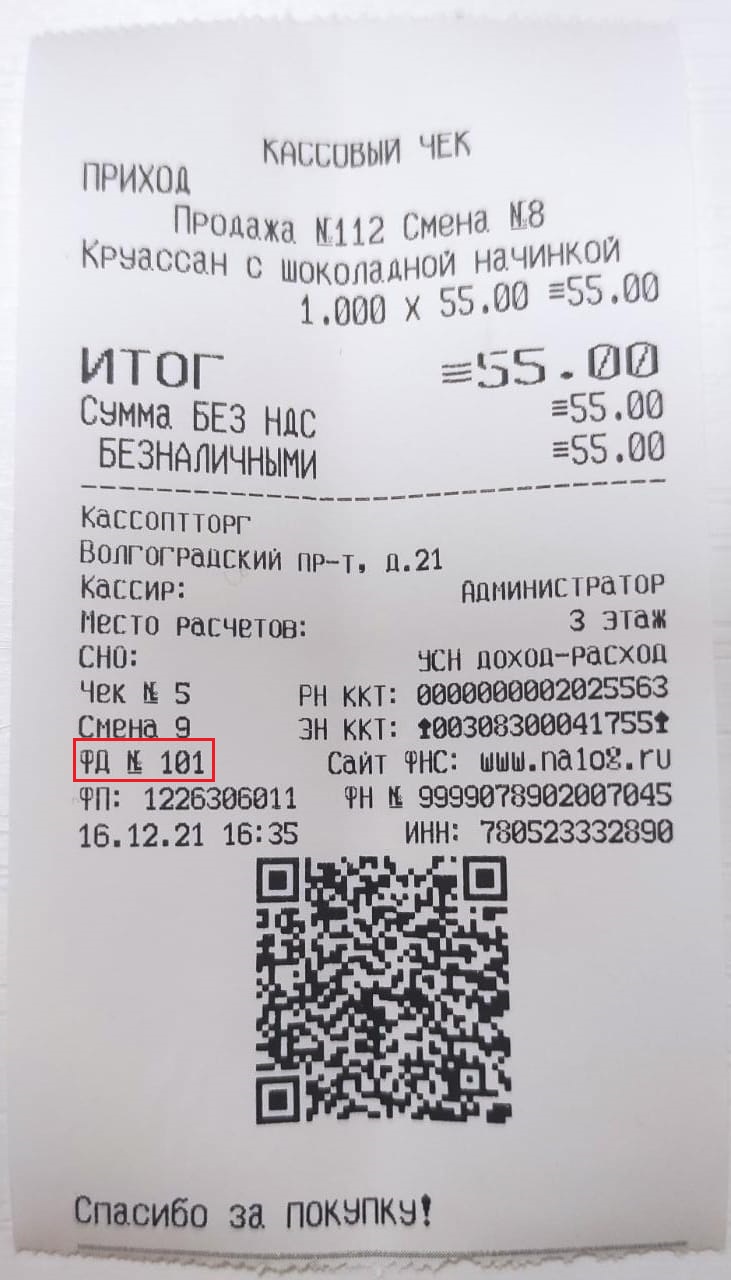 КАССОВЫЙ ЧЕК
ПРИХОД
Продажа №112 Смена №8
Круассан с шоколадной начинкой
1.000 X 55.00 ≡55.00
ИТОГ ≡55.00
Сумма БЕЗ НДС ≡55.00
БЕЗНАЛИЧНЫМИ ≡55.00
Кассоптторг
Волгоградский пр-т, д.21
Кассир: Администратор
Место расчетов: 3 этаж
СНО: УСН доход-расход
Чек № 5 РН ККТ: 0000000002025563
Смена 9 ЭН ККТ: 00308300041755
ФД № 101 Сайт ФНС: www.nalog.ru
ФП: 1226306011 ФН № 9999078902007045
16.12.21 16:35 ИНН: 780523332890
Спасибо за покупку!